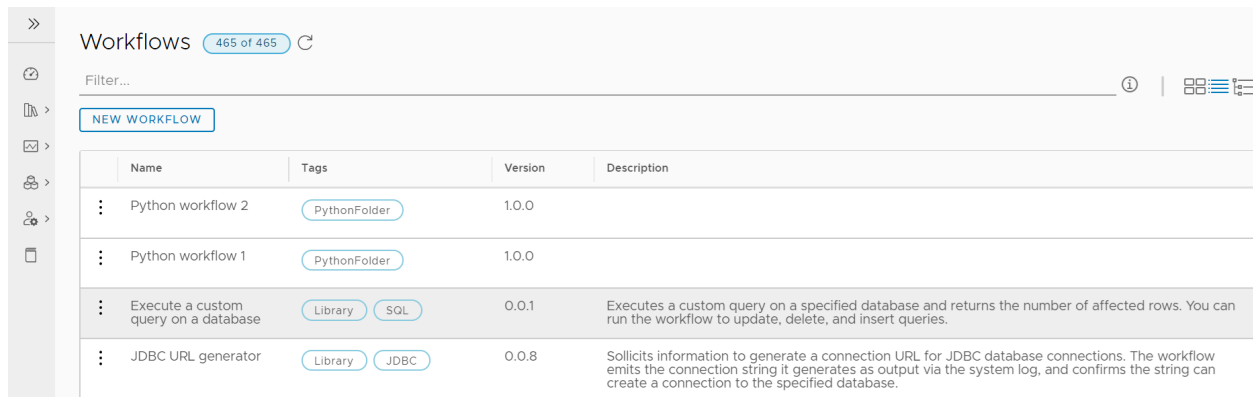 Workflows 465 of 465
Filter...
NEW WORKFLOW
Name Tags Version Description
Python workflow 2 PythonFolder 1.0.0
Python workflow 1 PythonFolder 1.0.0
Execute a custom query on a database Library SQL 0.0.1 Executes a custom query on a specified database and returns the number of affected rows. You can
run the workflow to update, delete, and insert queries.
JDBC URL generator Library JDBC 0.0.8 Sollicits information to generate a connection URL for JDBC database connections. The workflow
emits the connection string it generates as output via the system log, and confirms the string can
create a connection to the specified database.